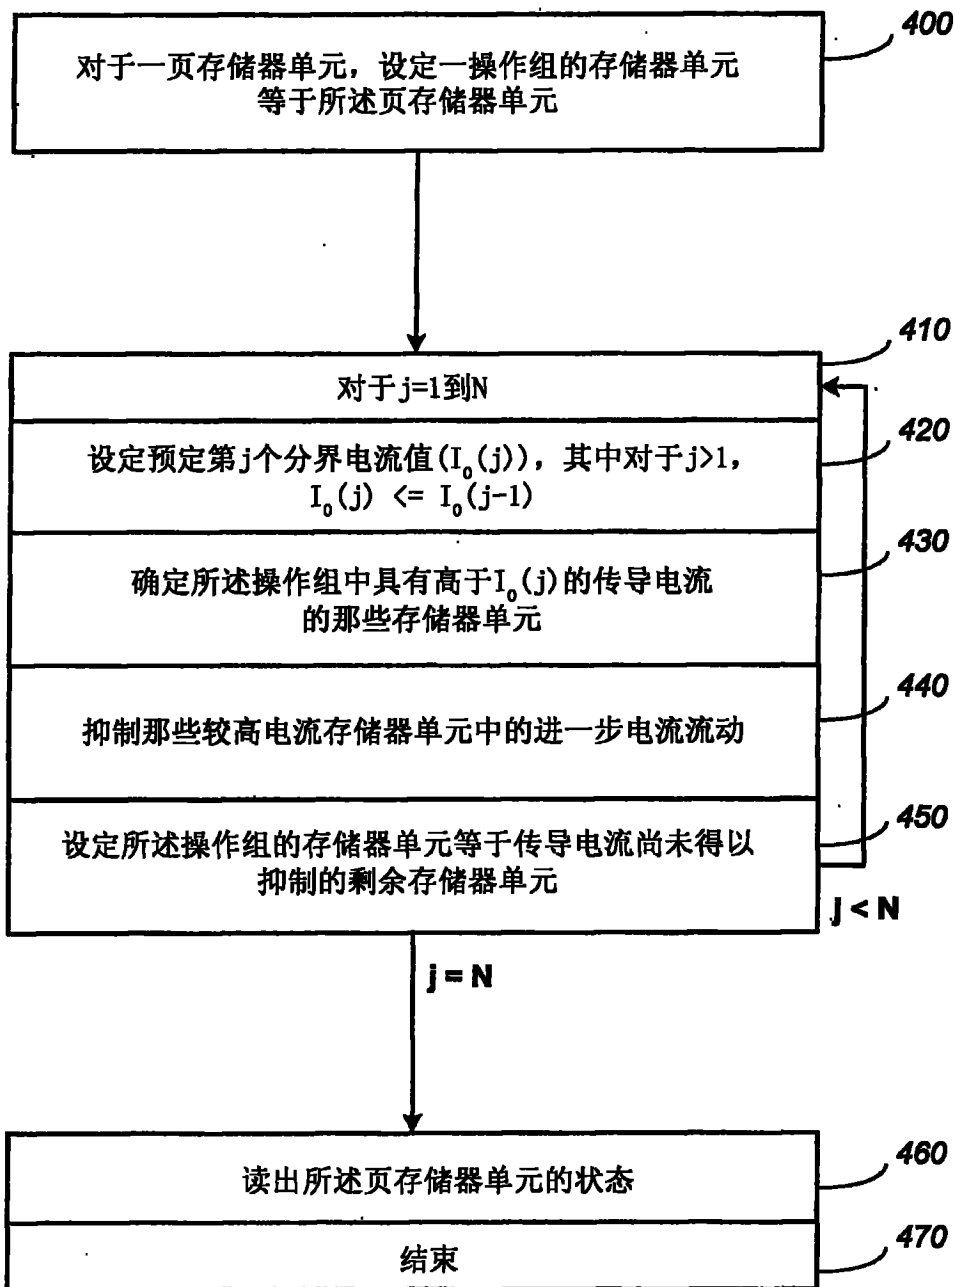 400
对于一页存储器单元，设定一操作组的存储器单元
等于所述页存储器单元
410
对于j=1到N
420
设定预定第j个分界电流值(I₀(j))，其中对于j>1，
I₀(j) <= I₀(j-1)
430
确定所述操作组中具有高于I₀(j)的传导电流
的那些存储器单元
440
抑制那些较高电流存储器单元中的进一步电流流动
450
设定所述操作组的存储器单元等于传导电流尚未得以
抑制的剩余存储器单元
j < N
j = N
460
读出所述页存储器单元的状态
470
结束